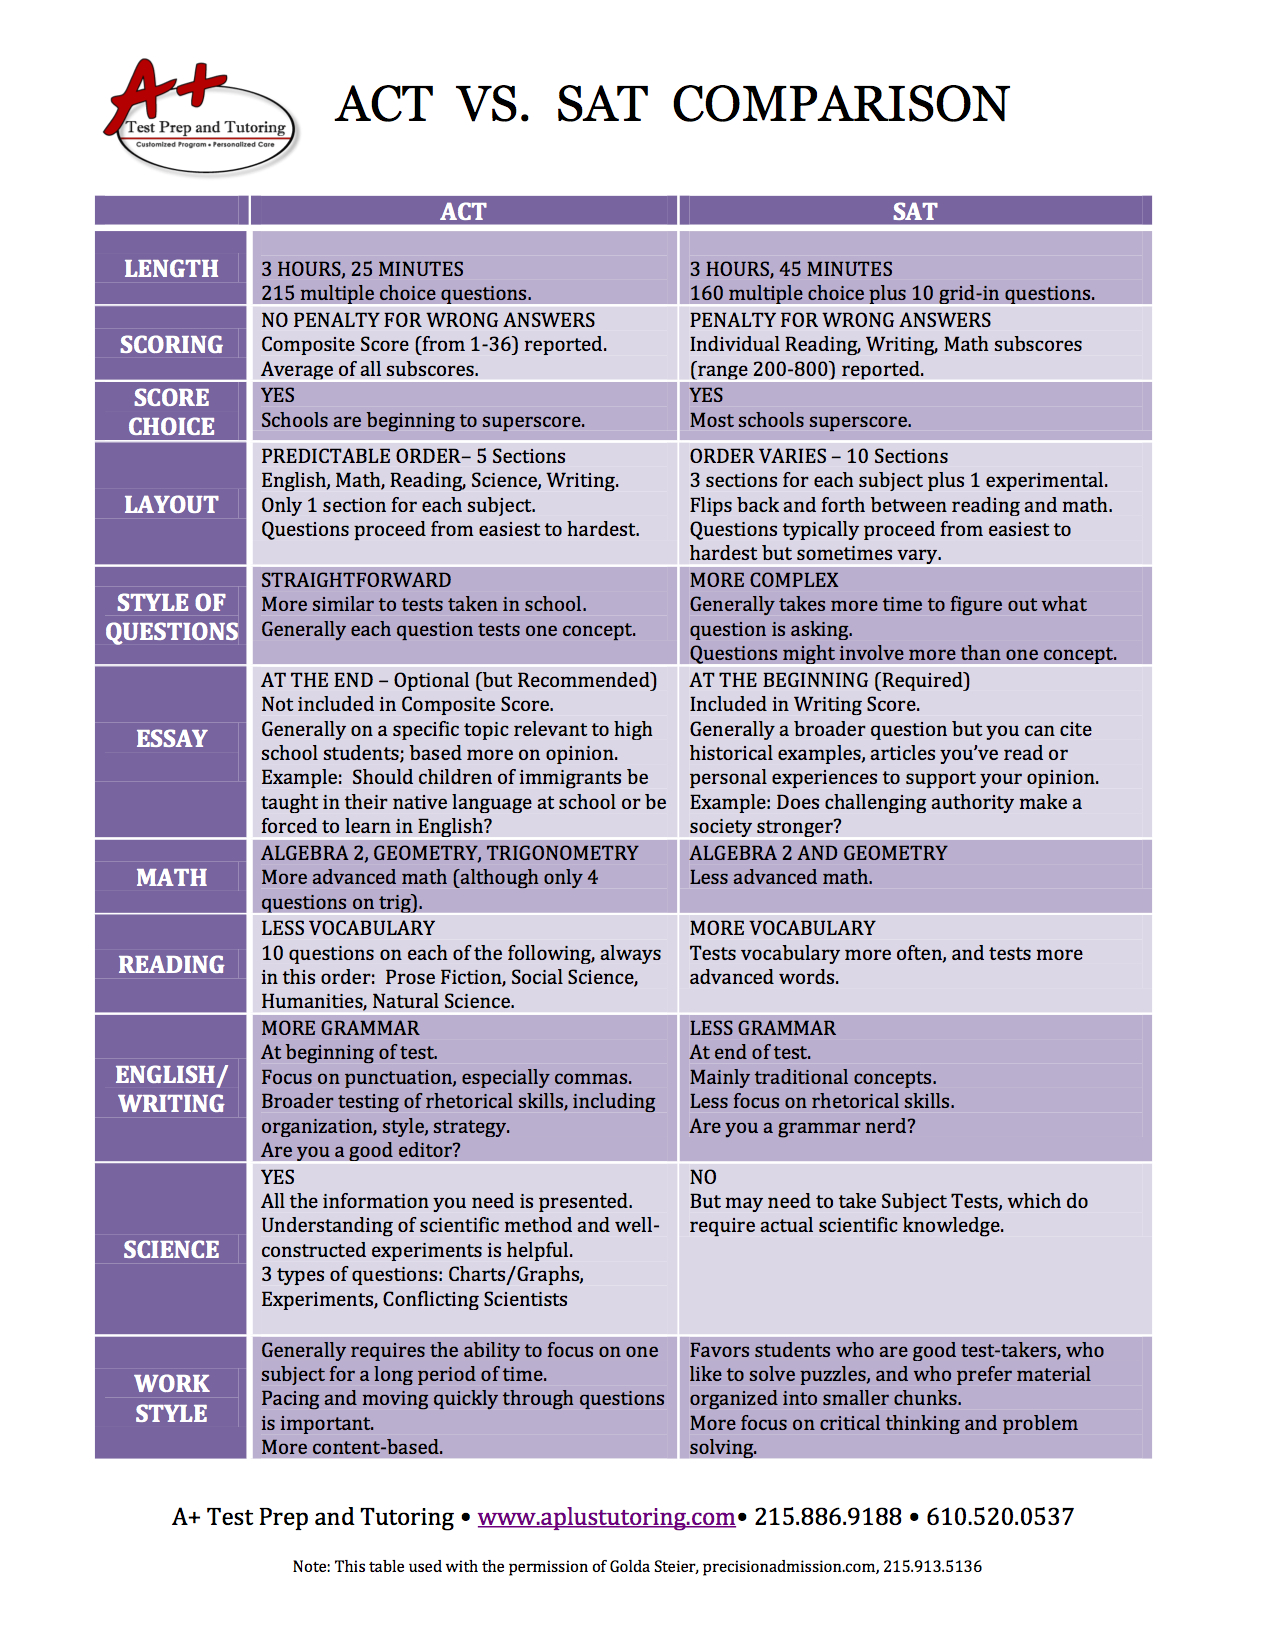 A+
Test Prep and Tutoring
Customized Program • Personalized Care
ACT VS. SAT COMPARISON
ACT
SAT
LENGTH
3 HOURS, 25 MINUTES
215 multiple choice questions.
3 HOURS, 45 MINUTES
160 multiple choice plus 10 grid-in questions.
SCORING
NO PENALTY FOR WRONG ANSWERS
Composite Score (from 1-36) reported.
Average of all subscores.
PENALTY FOR WRONG ANSWERS
Individual Reading, Writing, Math subscores
(range 200-800) reported.
SCORE
CHOICE
YES
Schools are beginning to superscore.
YES
Most schools superscore.
LAYOUT
PREDICTABLE ORDER– 5 Sections
English, Math, Reading, Science, Writing.
Only 1 section for each subject.
Questions proceed from easiest to hardest.
ORDER VARIES – 10 Sections
3 sections for each subject plus 1 experimental.
Flips back and forth between reading and math.
Questions typically proceed from easiest to
hardest but sometimes vary.
STYLE OF
QUESTIONS
STRAIGHTFORWARD
More similar to tests taken in school.
Generally each question tests one concept.
MORE COMPLEX
Generally takes more time to figure out what
question is asking.
Questions might involve more than one concept.
ESSAY
AT THE END – Optional (but Recommended)
Not included in Composite Score.
Generally on a specific topic relevant to high
school students; based more on opinion.
Example:  Should children of immigrants be
taught in their native language at school or be
forced to learn in English?
AT THE BEGINNING (Required)
Included in Writing Score.
Generally a broader question but you can cite
historical examples, articles you’ve read or
personal experiences to support your opinion.
Example: Does challenging authority make a
society stronger?
MATH
ALGEBRA 2, GEOMETRY, TRIGONOMETRY
More advanced math (although only 4
questions on trig).
ALGEBRA 2 AND GEOMETRY
Less advanced math.
READING
LESS VOCABULARY
10 questions on each of the following, always
in this order:  Prose Fiction, Social Science,
Humanities, Natural Science.
MORE VOCABULARY
Tests vocabulary more often, and tests more
advanced words.
ENGLISH/
WRITING
MORE GRAMMAR
At beginning of test.
Focus on punctuation, especially commas.
Broader testing of rhetorical skills, including
organization, style, strategy.
Are you a good editor?
LESS GRAMMAR
At end of test.
Mainly traditional concepts.
Less focus on rhetorical skills.
Are you a grammar nerd?
SCIENCE
YES
All the information you need is presented.
Understanding of scientific method and well-
constructed experiments is helpful.
3 types of questions: Charts/Graphs,
Experiments, Conflicting Scientists
NO
But may need to take Subject Tests, which do
require actual scientific knowledge.
WORK
STYLE
Generally requires the ability to focus on one
subject for a long period of time.
Pacing and moving quickly through questions
is important.
More content-based.
Favors students who are good test-takers, who
like to solve puzzles, and who prefer material
organized into smaller chunks.
More focus on critical thinking and problem
solving.
A+ Test Prep and Tutoring • www.aplustutoring.com• 215.886.9188 • 610.520.0537
Note: This table used with the permission of Golda Steier, precisionadmission.com, 215.913.5136